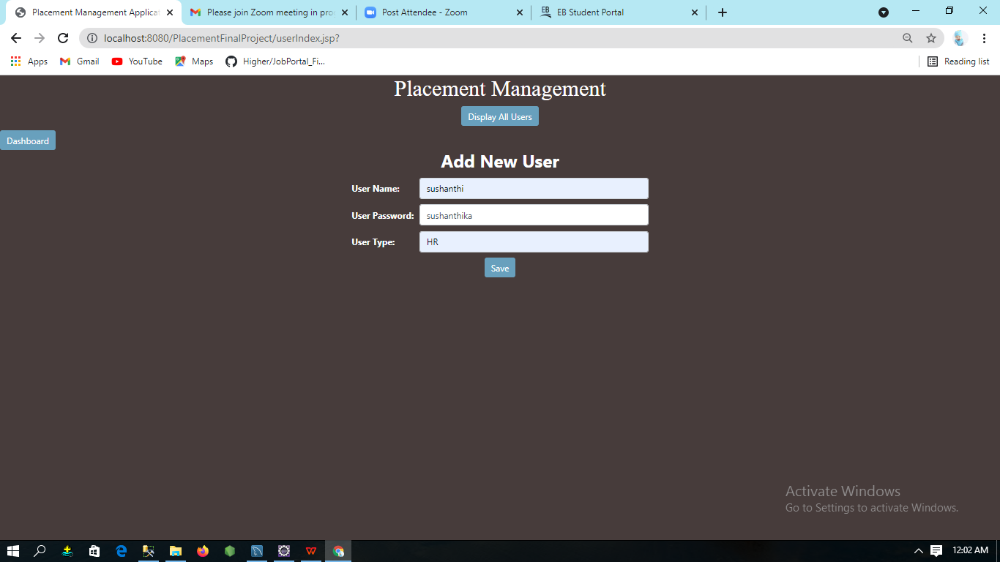 Placement Management Applicat
Please join Zoom meeting in pro
Post Attendee - Zoom
EB Student Portal
localhost:8080/PlacementFinalProject/userIndex.jsp?
Apps
Gmail
YouTube
Maps
Higher/JobPortal_Fi...
Reading list
Placement Management
Display All Users
Dashboard
Add New User
User Name:
sushanthi
User Password:
sushanthika
User Type:
HR
Save
Activate Windows
Go to Settings to activate Windows.
12:02 AM